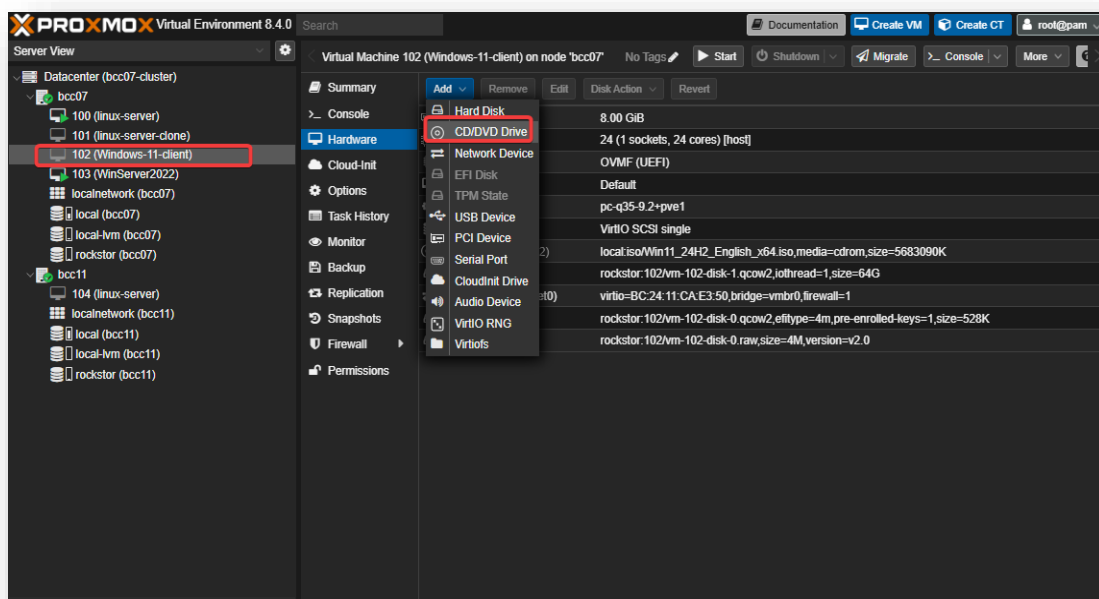 PROXMOX Virtual Environment 8.4.0 Search Documentation Create VM Create CT root@pam
Server View
Datacenter (bcc07-cluster)
bcc07
100 (linux-server)
101 (linux-server-clone)
102 (Windows-11-client)
103 (WinServer2022)
localnetwork (bcc07)
local (bcc07)
local-lvm (bcc07)
rockstor (bcc07)
bcc11
104 (linux-server)
localnetwork (bcc11)
local (bcc11)
local-lvm (bcc11)
rockstor (bcc11)
Virtual Machine 102 (Windows-11-client) on node 'bcc07' No Tags Start Shutdown Migrate Console More
Summary
Console
Hardware
Cloud-Init
Options
Task History
Monitor
Backup
Replication
Snapshots
Firewall
Permissions
Add Remove Edit Disk Action Revert
Hard Disk
CD/DVD Drive
Network Device
EFI Disk
TPM State
USB Device
PCI Device
Serial Port
CloudInit Drive
Audio Device
VirtIO RNG
Virtiofs
8.00 GiB
24 (1 sockets, 24 cores) [host]
OVMF (UEFI)
Default
pc-q35-9.2+pve1
VirtIO SCSI single
2) local:iso/Win11_24H2_English_x64.iso,media=cdrom,size=5683090K
rockstor:102/vm-102-disk-1.qcow2,iothread=1,size=64G
et0) virtio=BC:24:11:CA:E3:50,bridge=vmbr0,firewall=1
rockstor:102/vm-102-disk-0.qcow2,efitype=4m,pre-enrolled-keys=1,size=528K
rockstor:102/vm-102-disk-0.raw,size=4M,version=v2.0